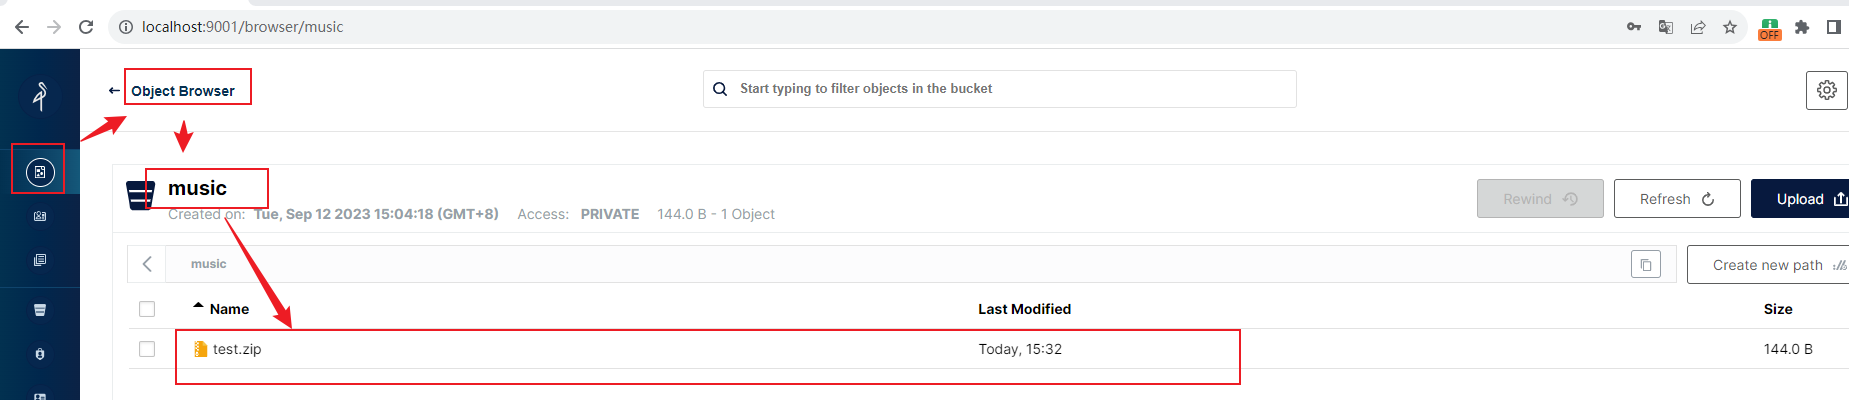 localhost:9001/browser/music
OFF
Object Browser
Start typing to filter objects in the bucket
music
Created on: Tue, Sep 12 2023 15:04:18 (GMT+8) Access: PRIVATE 144.0 B - 1 Object
Rewind Refresh Upload
music
Create new path
Name Last Modified Size
test.zip Today, 15:32 144.0 B